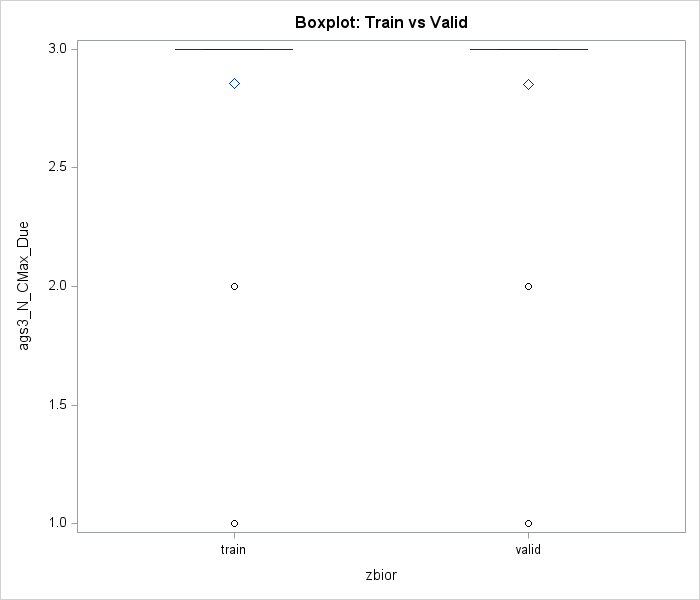 Boxplot: Train vs Valid
3.0
2.5
2.0
1.5
1.0
ags3_N_CMax_Due
train
valid
zbior